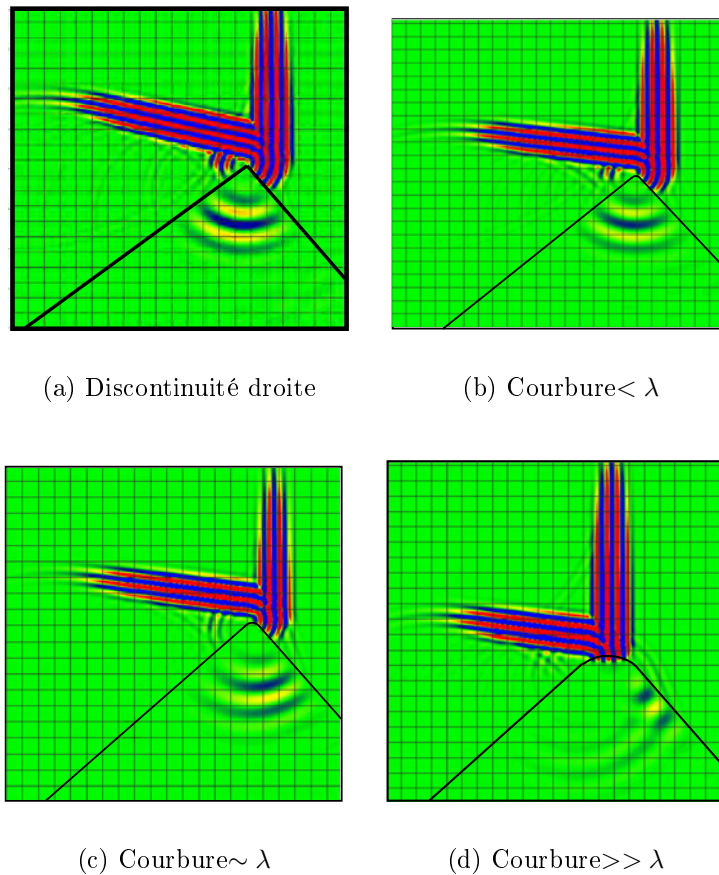 (a) Discontinuité droite
(b) Courbure< λ
(c) Courbure∼ λ
(d) Courbure>> λ